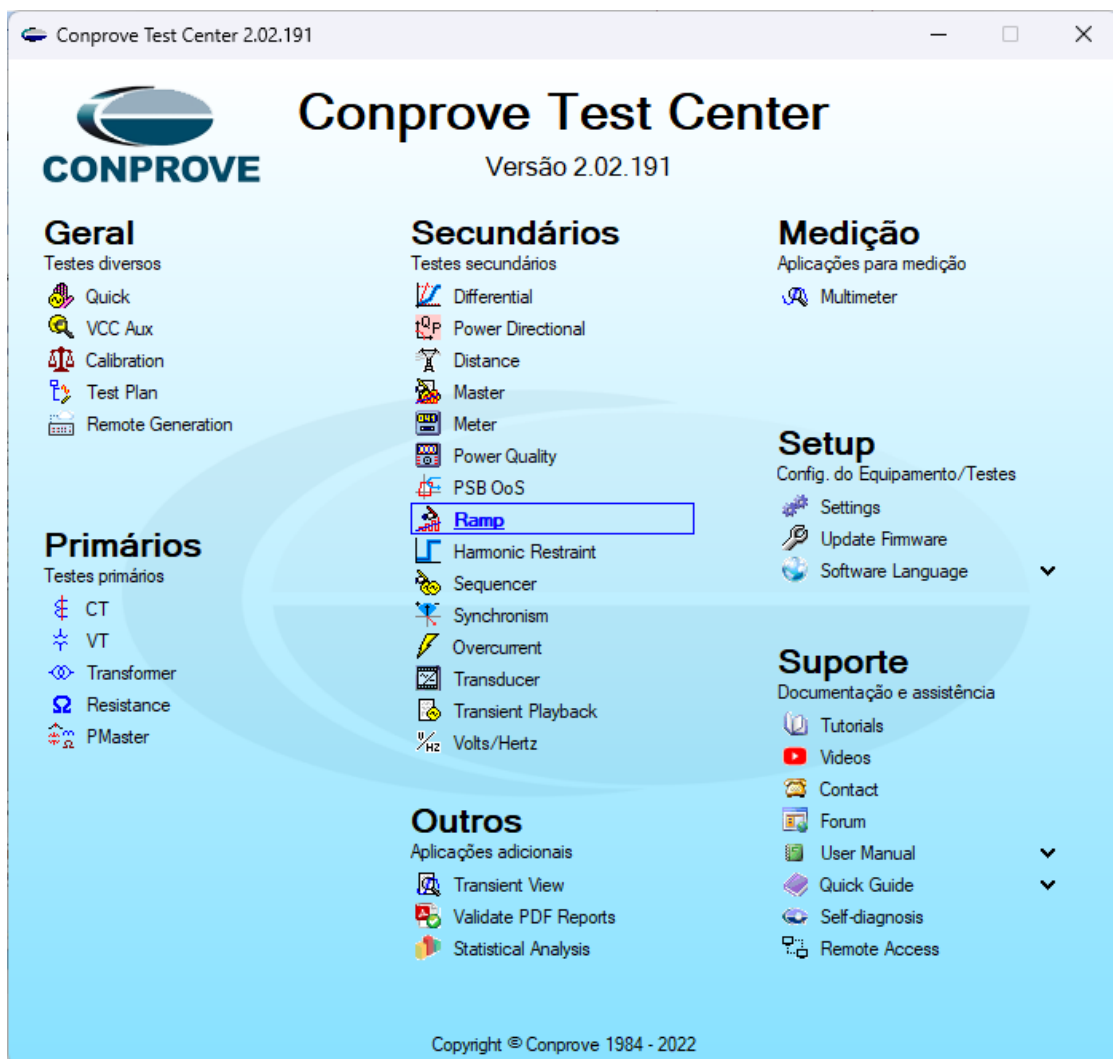 Conprove Test Center 2.02.191
CONPROVE
Conprove Test Center
Versão 2.02.191
Geral
Testes diversos
Quick
VCC Aux
Calibration
Test Plan
Remote Generation
Primários
Testes primários
CT
VT
Transformer
Resistance
PMaster
Secundários
Testes secundários
Differential
Power Directional
Distance
Master
Meter
Power Quality
PSB OoS
Ramp
Harmonic Restraint
Sequencer
Synchronism
Overcurrent
Transducer
Transient Playback
Volts/Hertz
Outros
Aplicações adicionais
Transient View
Validate PDF Reports
Statistical Analysis
Medição
Aplicações para medição
Multimeter
Setup
Config. do Equipamento/Testes
Settings
Update Firmware
Software Language
Suporte
Documentação e assistência
Tutorials
Videos
Contact
Forum
User Manual
Quick Guide
Self-diagnosis
Remote Access
Copyright © Conprove 1984 - 2022